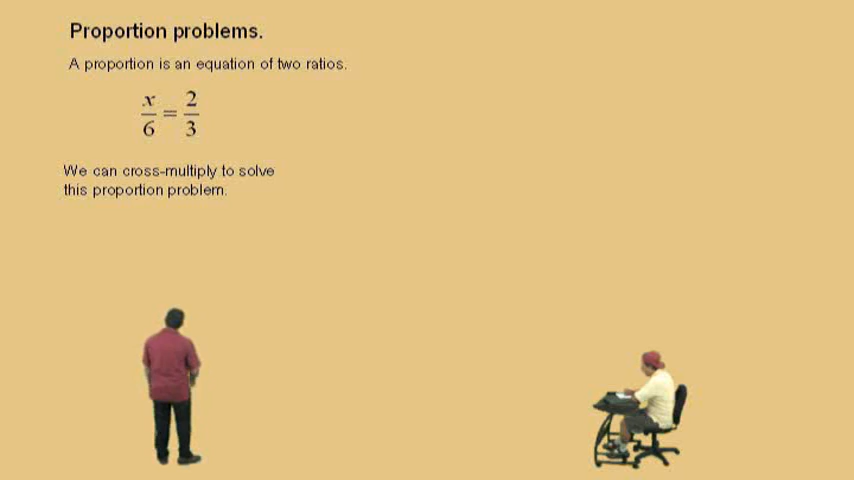 Proportion problems.
A proportion is an equation of two ratios.
x/6 = 2/3
We can cross-multiply to solve
this proportion problem.